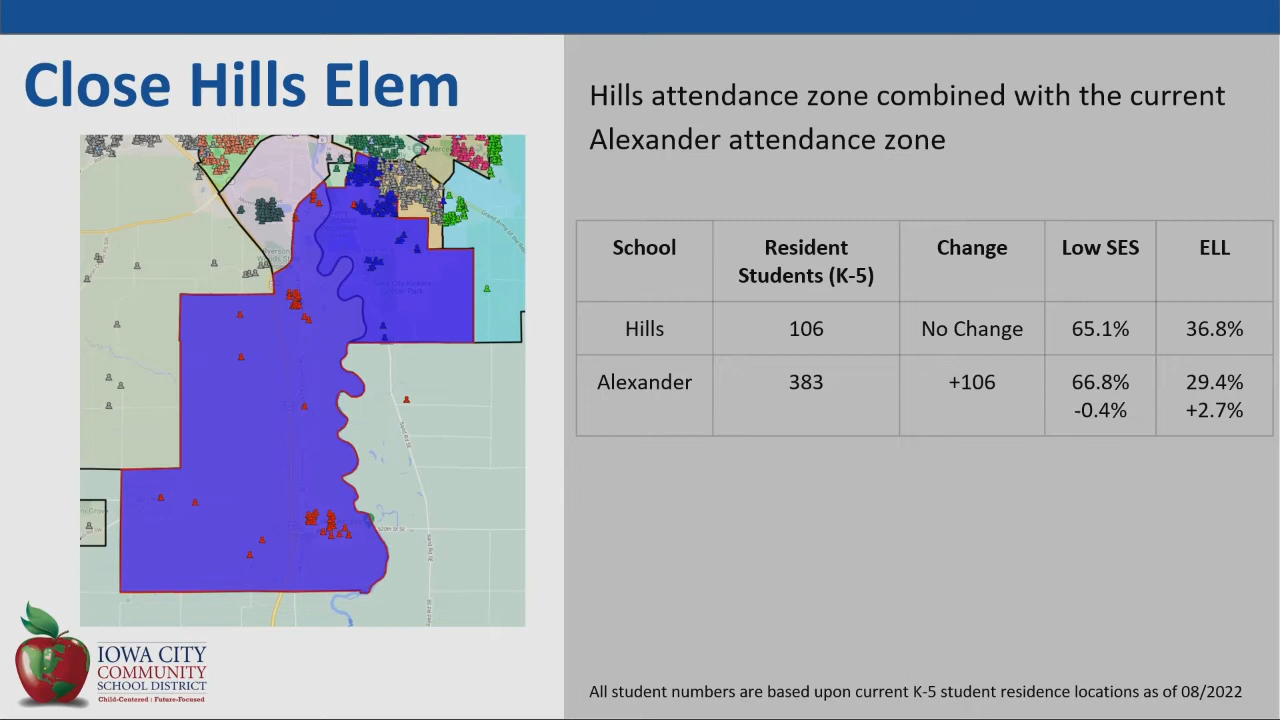 Close Hills Elem
Hills attendance zone combined with the current
Alexander attendance zone
School Resident Students (K-5) Change Low SES ELL
Hills 106 No Change 65.1% 36.8%
Alexander 383 +106 66.8% 29.4%
-0.4% +2.7%
IOWA CITY
COMMUNITY
SCHOOL DISTRICT
Child-Centered | Future-Focused
All student numbers are based upon current K-5 student residence locations as of 08/2022